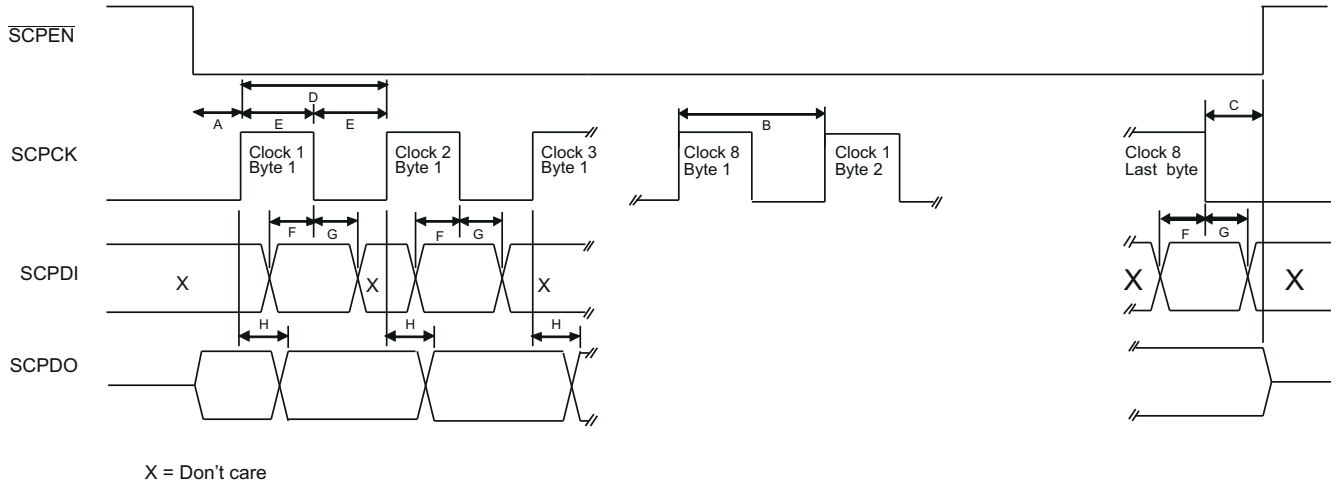 SCPEN
D
A E E B C
SCPCK
Clock 1
Byte 1
Clock 2
Byte 1
Clock 3
Byte 1
Clock 8
Byte 1
Clock 1
Byte 2
Clock 8
Last byte
F G F G F G
SCPDI
X X X X X
H H H
SCPDO
X = Don't care